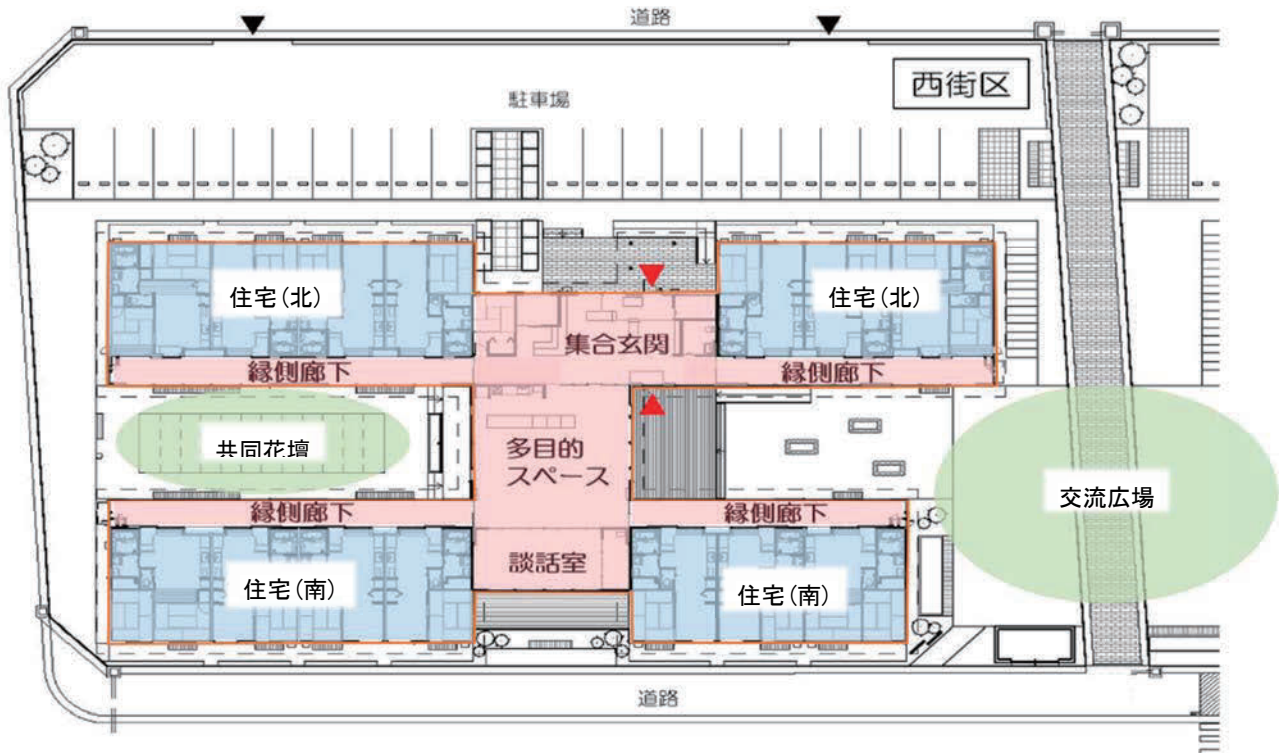 道路
西街区
駐車場
住宅(北)
住宅(北)
集合玄関
縁側廊下
縁側廊下
共同花壇
多目的
スペース
交流広場
縁側廊下
縁側廊下
談話室
住宅(南)
住宅(南)
道路